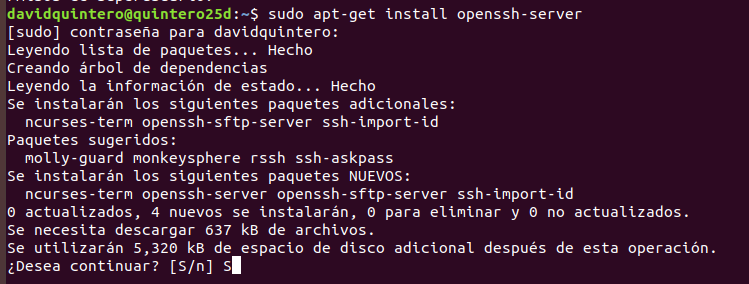 davidquintero@quintero25d:~$ sudo apt-get install openssh-server
[sudo] contraseña para davidquintero:
Leyendo lista de paquetes... Hecho
Creando árbol de dependencias
Leyendo la información de estado... Hecho
Se instalarán los siguientes paquetes adicionales:
  ncurses-term openssh-sftp-server ssh-import-id
Paquetes sugeridos:
  molly-guard monkeysphere rssh ssh-askpass
Se instalarán los siguientes paquetes NUEVOS:
  ncurses-term openssh-server openssh-sftp-server ssh-import-id
0 actualizados, 4 nuevos se instalarán, 0 para eliminar y 0 no actualizados.
Se necesita descargar 637 kB de archivos.
Se utilizarán 5,320 kB de espacio de disco adicional después de esta operación.
¿Desea continuar? [S/n] S